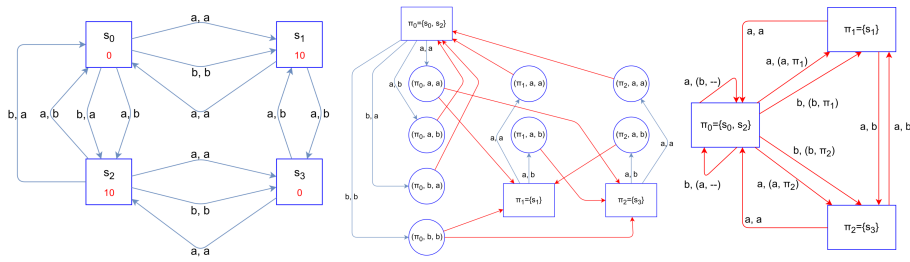 a, a
s0
0
s1
10
b, b
a, a
b, a
a, b
b, a
a, b
a, b
a, b
s2
10
a, a
s3
0
b, b
a, a
π0={s0, s2}
a, a
a, b
b, a
b, b
(π0, a, a)
(π1, a, a)
(π2, a, a)
(π0, a, b)
(π1, a, b)
(π2, a, b)
a, a
a, a
(π0, b, a)
a, b
a, b
π1={s1}
π2={s3}
(π0, b, b)
π1={s1}
a, a
a, (a, π1)
a, (b, --)
b, (b, π1)
π0={s0, s2}
a, b
a, b
b, (b, π2)
b, (a, --)
a, (a, π2)
a, a
π2={s3}